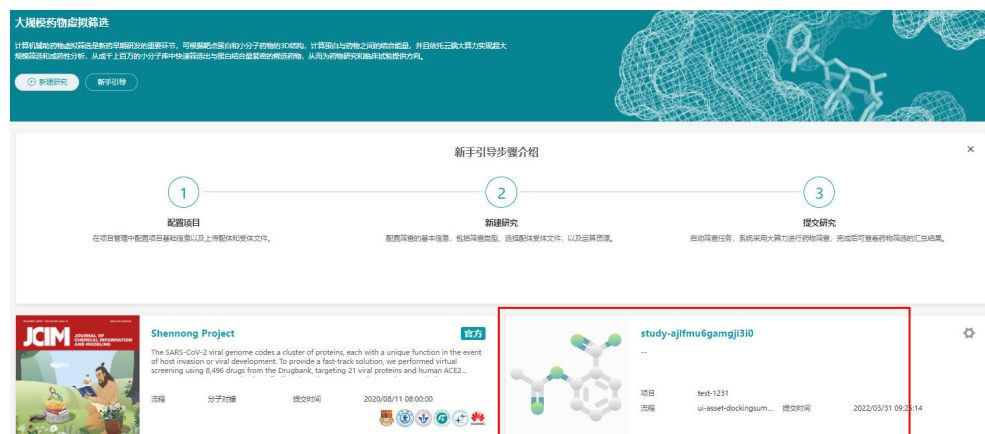 大规模药物虚拟筛选
计算机辅助药物虚拟筛选是新药早期研发的重要环节，可根据靶点蛋白和小分子药物的3D结构，计算蛋白与药物之间的结合能量，并且依托云端大算力实现超大
规模筛选和成药性分析，从成千上百万的小分子库中快速筛选出与蛋白结合最紧密的候选药物，从而为药物研究和临床试验提供方向。
新建研究 新手引导
新手引导步骤介绍
1 2 3
配置项目 新建研究 提交研究
在项目管理中配置项目基础信息以及上传配体和受体文件。 配置筛查的基本信息，包括筛查类型、选择配体受体文件，以及运算资源。 启动筛查任务，系统采用大算力进行药物筛查，完成后可查看药物筛选的汇总结果。
JCIM JOURNAL OF
CHEMICAL INFORMATION
AND MODELING
Shennong Project 官方
The SARS-CoV-2 viral genome codes a cluster of proteins, each with a unique function in the event
of host invasion or viral development. To provide a fast-track solution, we performed virtual
screening using 8,496 drugs from the Drugbank, targeting 21 viral proteins and human ACE2...
流程 分子对接 提交时间 2020/08/11 08:00:00
HUAWEI
study-ajlfmu6gamgji3i0
--
项目 test-1231
流程 ui-asset-dockingsum... 提交时间 2022/03/31 09:25:14